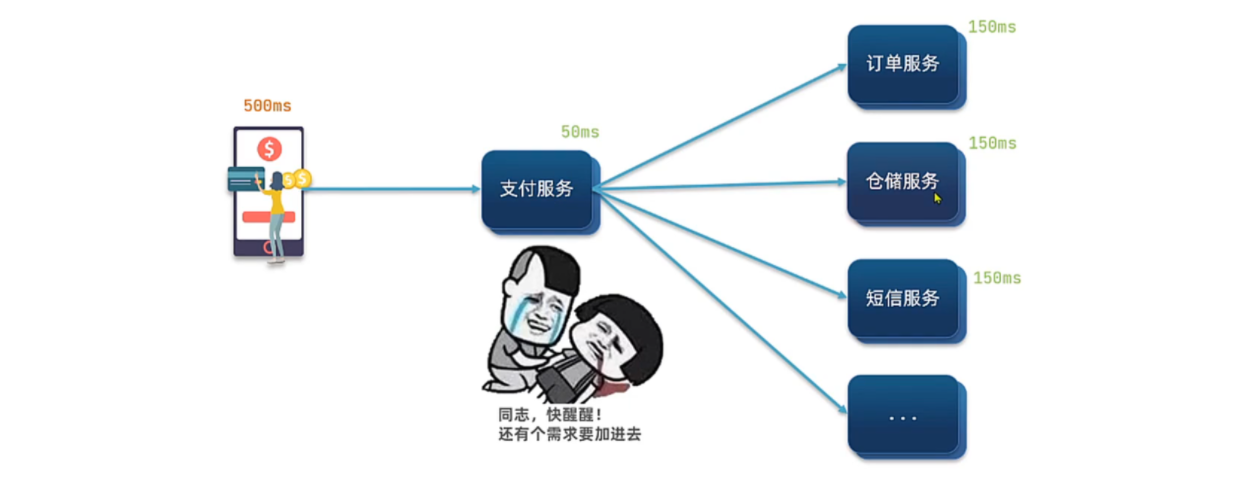 500ms
50ms
支付服务
150ms
订单服务
150ms
仓储服务
150ms
短信服务
...
同志，快醒醒！
还有个需求要加进去